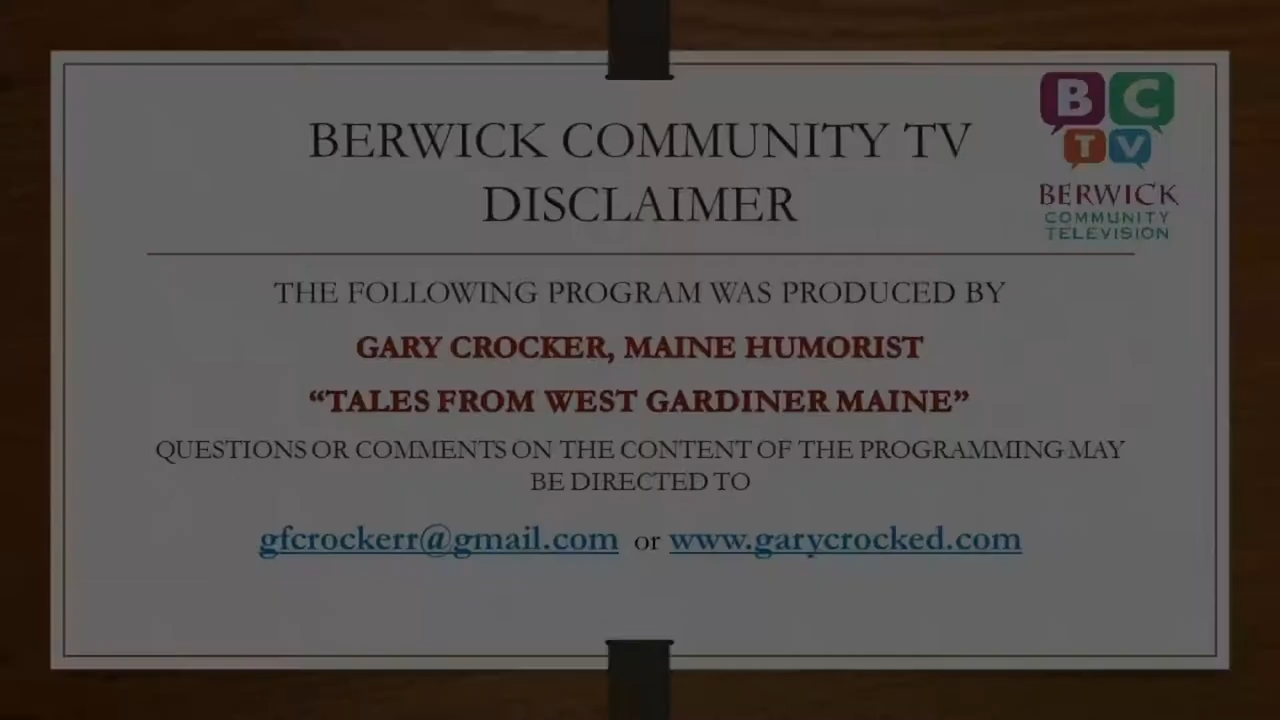 BERWICK COMMUNITY TV
DISCLAIMER
B C
T V
BERWICK
COMMUNITY
TELEVISION
THE FOLLOWING PROGRAM WAS PRODUCED BY
GARY CROCKER, MAINE HUMORIST
“TALES FROM WEST GARDINER MAINE”
QUESTIONS OR COMMENTS ON THE CONTENT OF THE PROGRAMMING MAY
BE DIRECTED TO
gfcrockerr@gmail.com or www.garycrocked.com